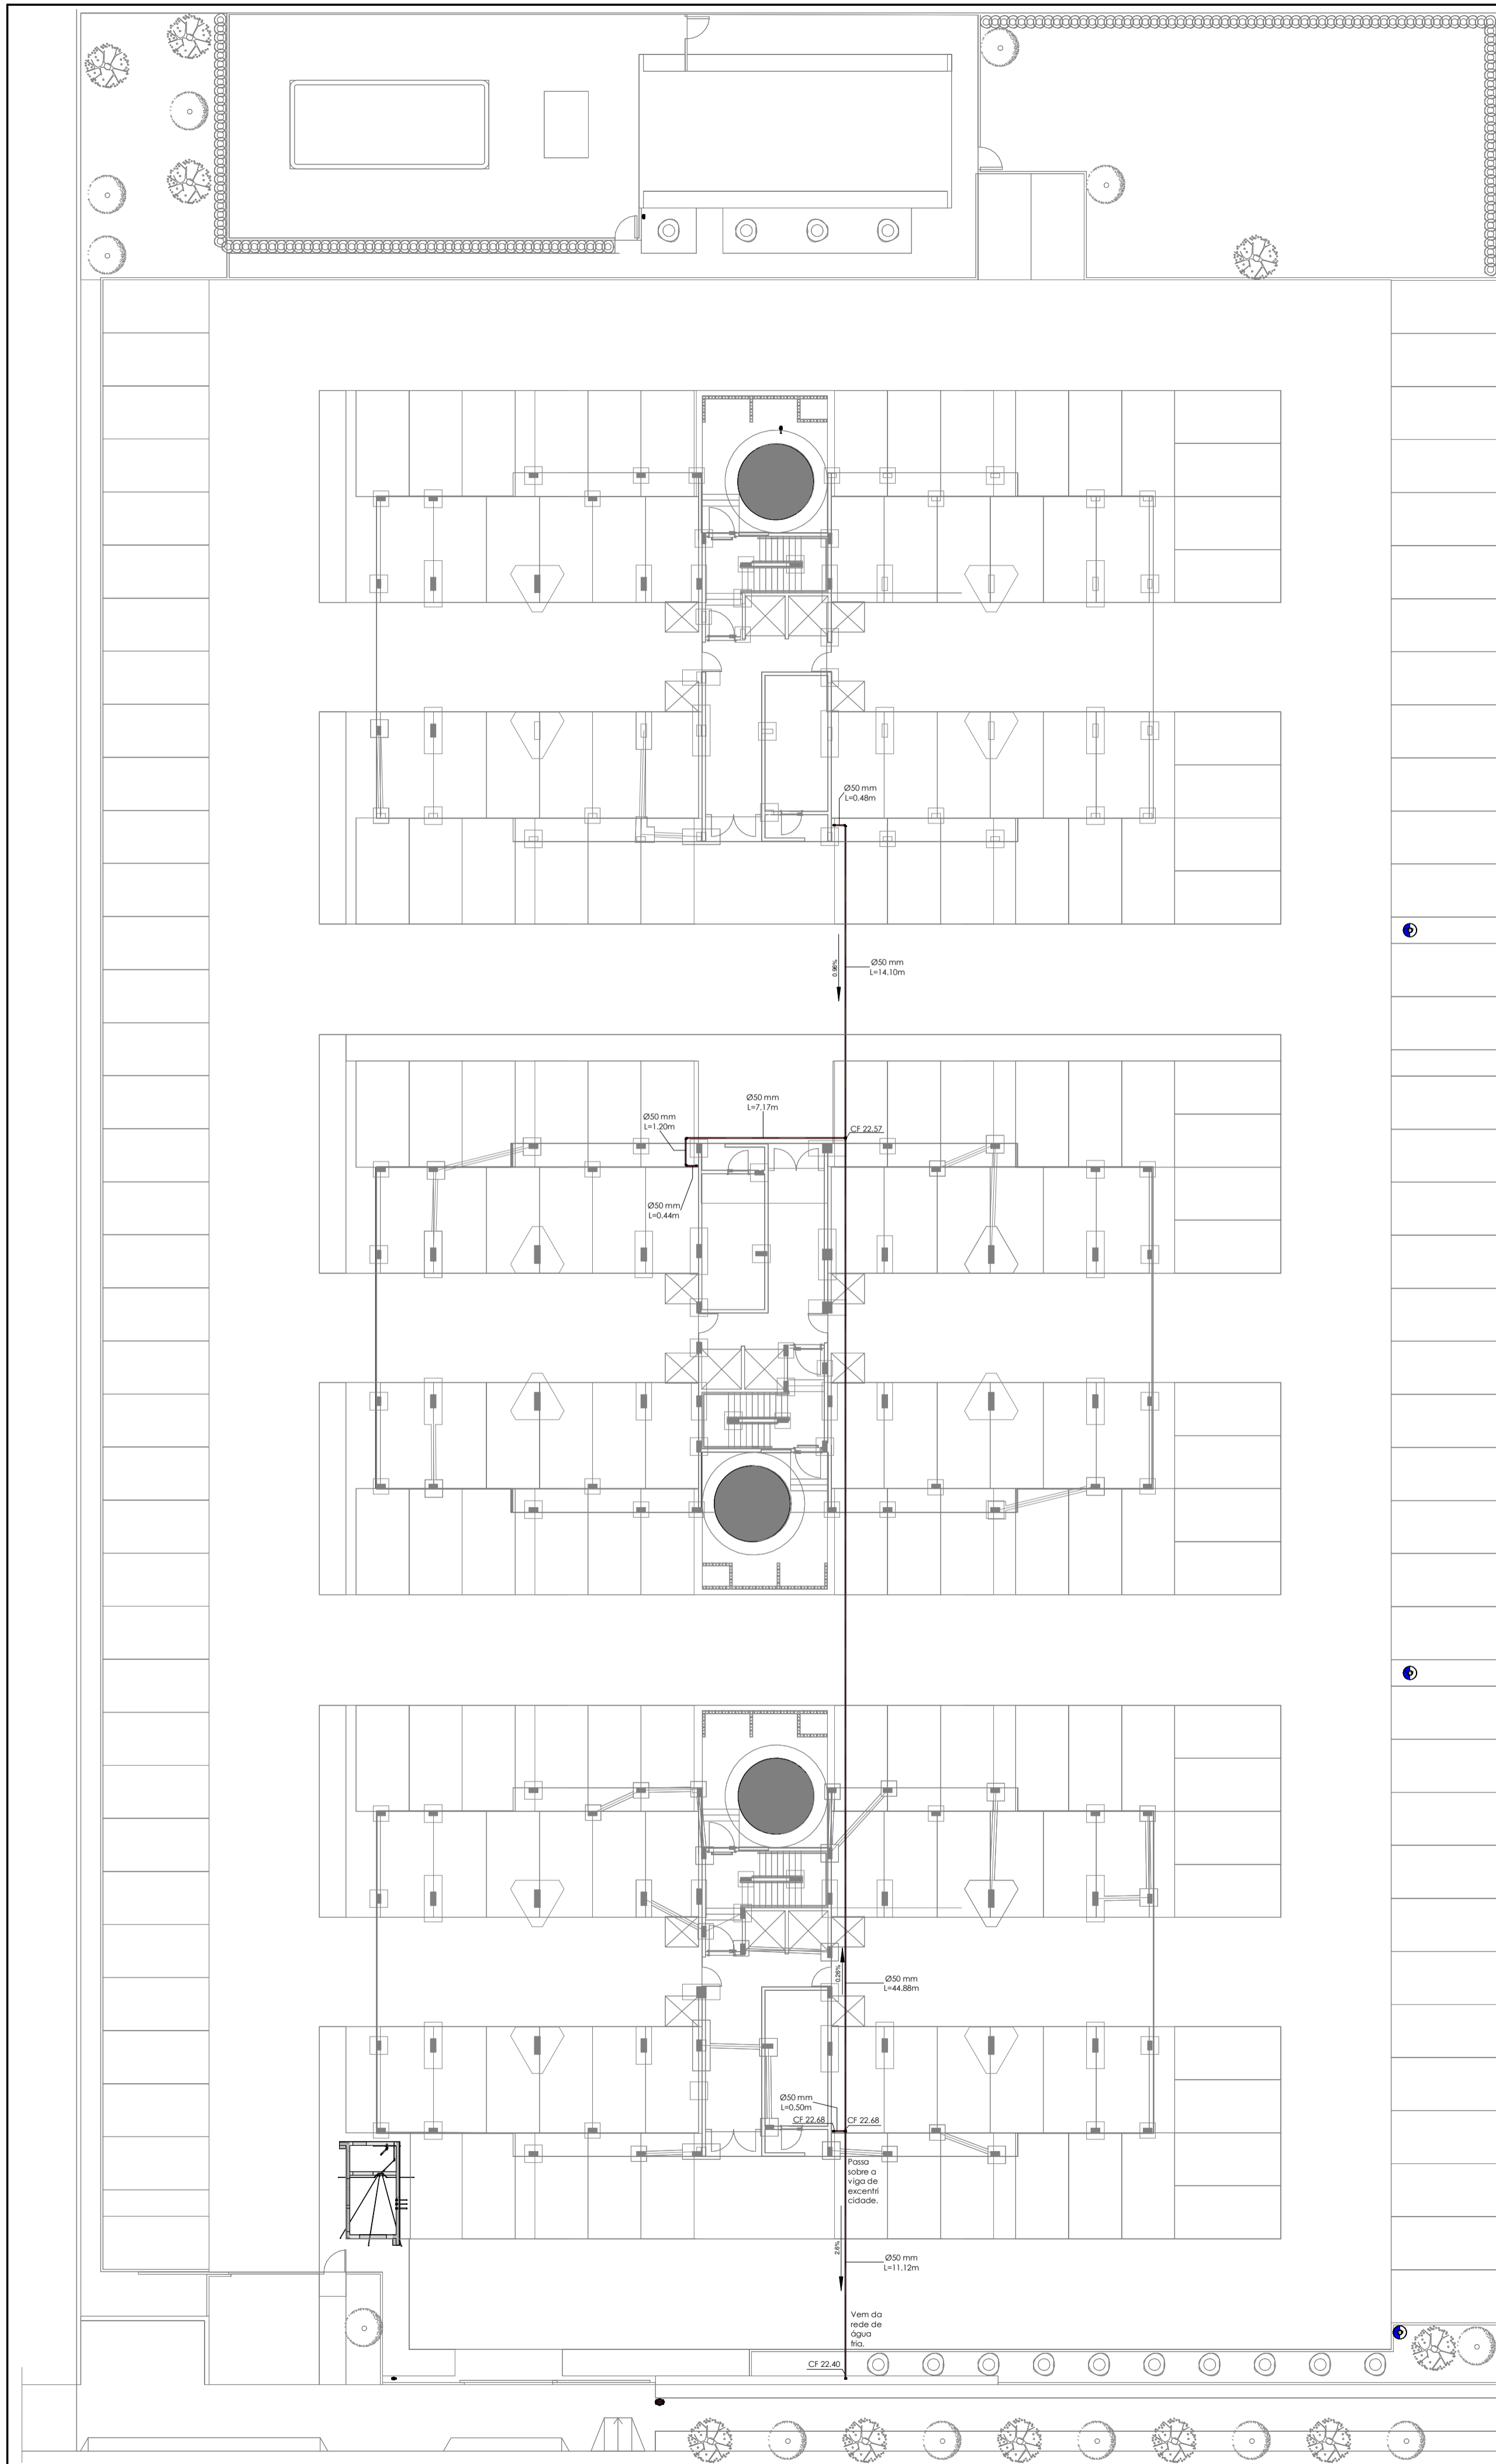 Ø50 mm
L=0.48m
0.96%
Ø50 mm
L=14.10m
Ø50 mm
L=7.17m
Ø50 mm
L=1.20m
CF 22.57
Ø50 mm
L=0.44m
0.26%
Ø50 mm
L=44.88m
Ø50 mm
L=0.50m
CF 22.68
CF 22.68
Passa
sobre a
viga de
excentri
cidade.
2.6%
Ø50 mm
L=11.12m
Vem da
rede de
água
fria.
CF 22.40